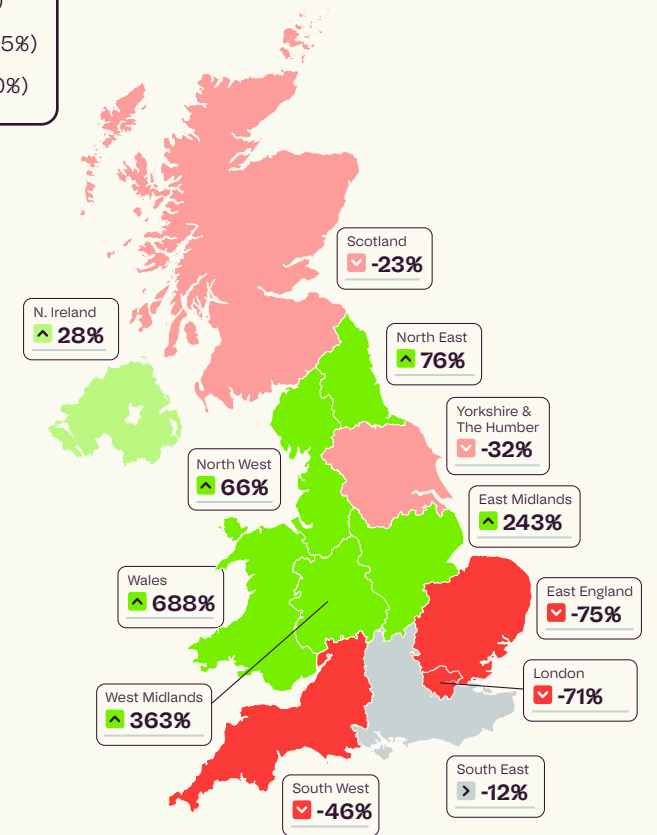 5%)
0%)
Scotland
-23%
N. Ireland
28%
North East
76%
Yorkshire &
The Humber
-32%
North West
66%
East Midlands
243%
Wales
688%
East England
-75%
London
-71%
West Midlands
363%
South East
-12%
South West
-46%